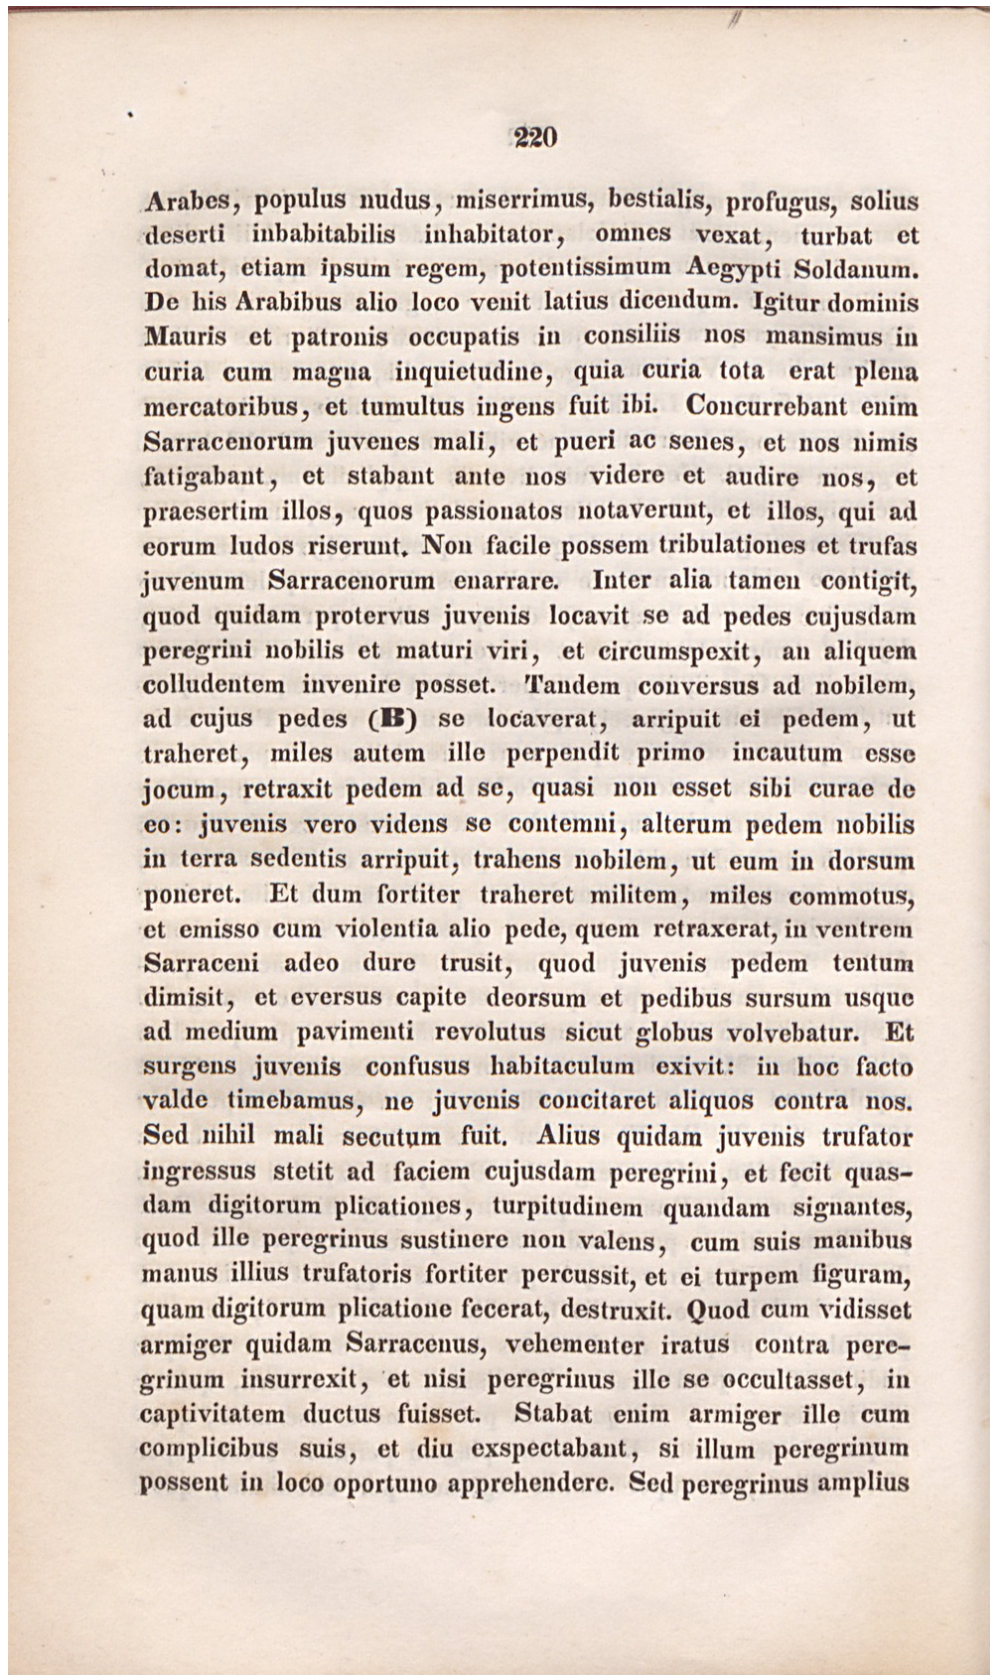 220
Arabes, populus nudus, miserrimus, bestialis, profugus, solius
deserti inbabitabilis inhabitator, omnes vexat, turbat et
domat, etiam ipsum regem, potentissimum Aegypti Soldanum.
De his Arabibus alio loco venit latius dicendum. Igitur dominis
Mauris et patronis occupatis in consiliis nos mansimus in
curia cum magna inquietudine, quia curia tota erat plena
mercatoribus, et tumultus ingens fuit ibi. Concurrebant enim
Sarracenorum juvenes mali, et pueri ac senes, et nos nimis
fatigabant, et stabant ante nos videre et audire nos, et
praesertim illos, quos passionatos notaverunt, et illos, qui ad
eorum ludos riserunt. Non facile possem tribulationes et trufas
juvenum Sarracenorum enarrare. Inter alia tamen contigit,
quod quidam protervus juvenis locavit se ad pedes cujusdam
peregrini nobilis et maturi viri, et circumspexit, an aliquem
colludentem invenire posset. Tandem conversus ad nobilem,
ad cujus pedes (B) se locaverat, arripuit ei pedem, ut
traheret, miles autem ille perpendit primo incautum esse
jocum, retraxit pedem ad se, quasi non esset sibi curae de
eo: juvenis vero videns se contemni, alterum pedem nobilis
in terra sedentis arripuit, trahens nobilem, ut eum in dorsum
poneret. Et dum fortiter traheret militem, miles commotus,
et emisso cum violentia alio pede, quem retraxerat, in ventrem
Sarraceni adeo dure trusit, quod juvenis pedem tentum
dimisit, et eversus capite deorsum et pedibus sursum usque
ad medium pavimenti revolutus sicut globus volvebatur. Et
surgens juvenis confusus habitaculum exivit: in hoc facto
valde timebamus, ne juvenis concitaret aliquos contra nos.
Sed nihil mali secutum fuit. Alius quidam juvenis trufator
ingressus stetit ad faciem cujusdam peregrini, et fecit quas-
dam digitorum plicationes, turpitudinem quandam signantes,
quod ille peregrinus sustinere non valens, cum suis manibus
manus illius trufatoris fortiter percussit, et ei turpem figuram,
quam digitorum plicatione fecerat, destruxit. Quod cum vidisset
armiger quidam Sarracenus, vehementer iratus contra pere-
grinum insurrexit, et nisi peregrinus ille se occultasset, in
captivitatem ductus fuisset. Stabat enim armiger ille cum
complicibus suis, et diu exspectabant, si illum peregrinum
possent in loco oportuno apprehendere. Sed peregrinus amplius